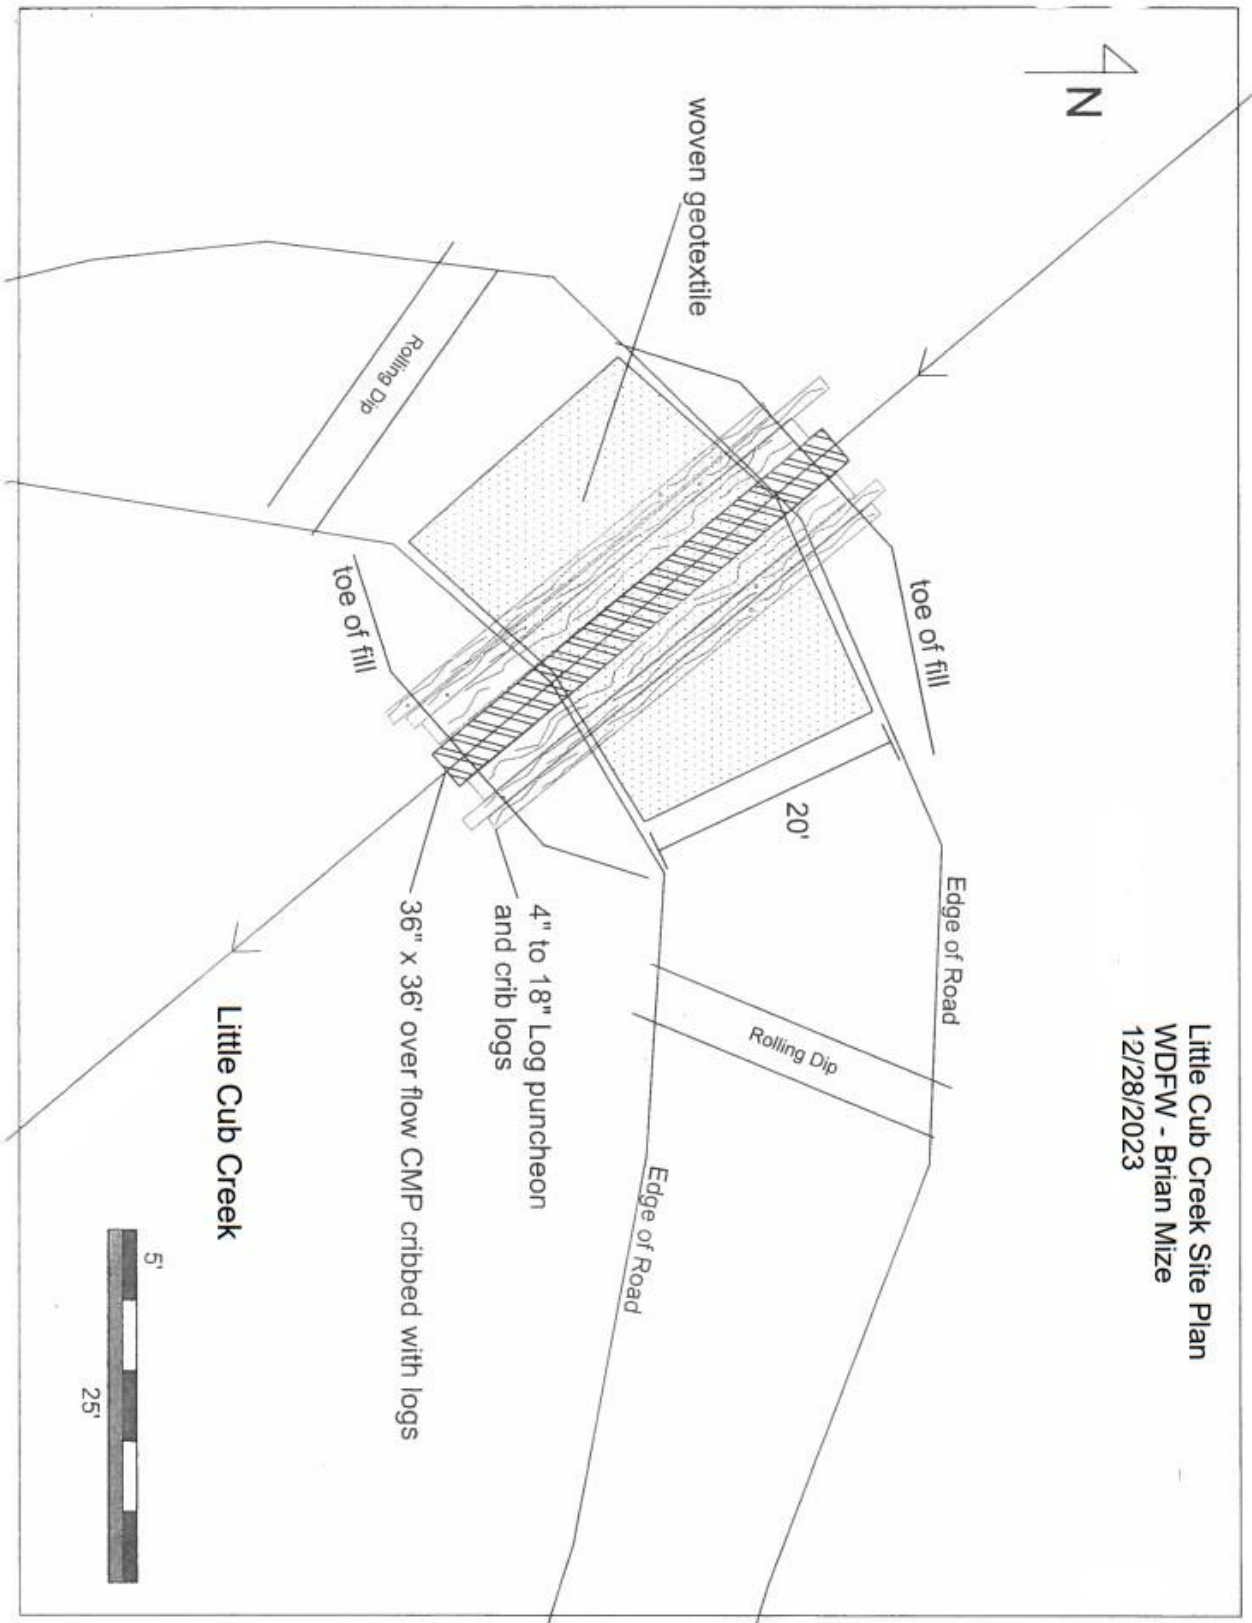 Little Cub Creek Site Plan
WDFW - Brian Mize
12/28/2023
N
toe of fill
Edge of Road
20'
Rolling Dip
woven geotextile
Edge of Road
4" to 18" Log puncheon
and crib logs
36" x 36' over flow CMP cribbed with logs
Rolling Dip
toe of fill
Little Cub Creek
5'
25'